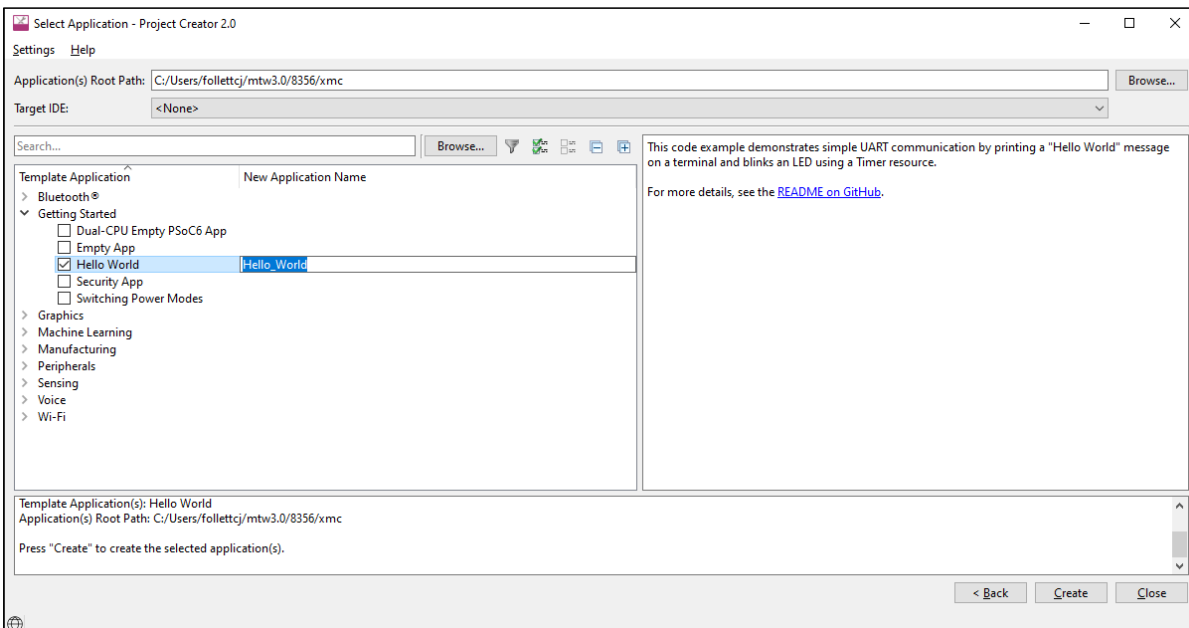 Select Application - Project Creator 2.0
Settings Help
Application(s) Root Path: C:/Users/follettcj/mtw3.0/8356/xmc Browse...
Target IDE: <None>
Search... Browse...
Template Application New Application Name
Bluetooth®
Getting Started
Dual-CPU Empty PSoC6 App
Empty App
Hello World Hello_World
Security App
Switching Power Modes
Graphics
Machine Learning
Manufacturing
Peripherals
Sensing
Voice
Wi-Fi
This code example demonstrates simple UART communication by printing a "Hello World" message
on a terminal and blinks an LED using a Timer resource.
For more details, see the README on GitHub.
Template Application(s): Hello World
Application(s) Root Path: C:/Users/follettcj/mtw3.0/8356/xmc
Press "Create" to create the selected application(s).
< Back Create Close